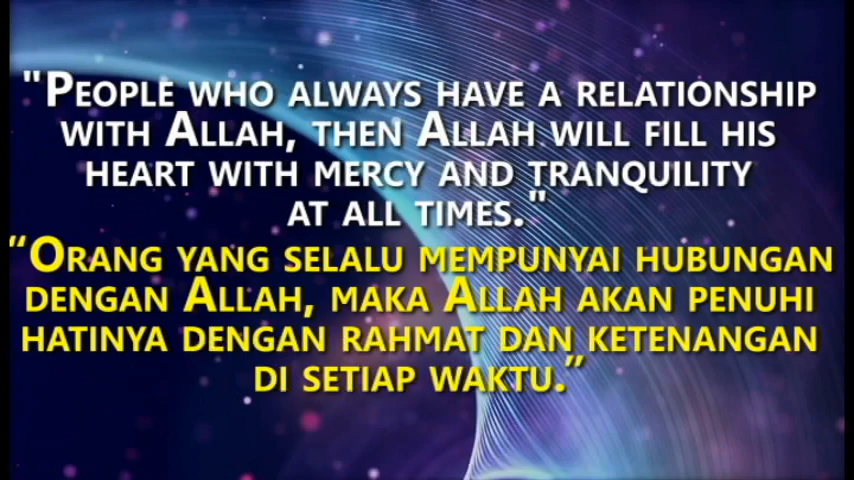 "People who always have a relationship
with Allah, then Allah will fill his
heart with mercy and tranquility
at all times."
“Orang yang selalu mempunyai hubungan
dengan Allah, maka Allah akan penuhi
hatinya dengan rahmat dan ketenangan
di setiap waktu.”